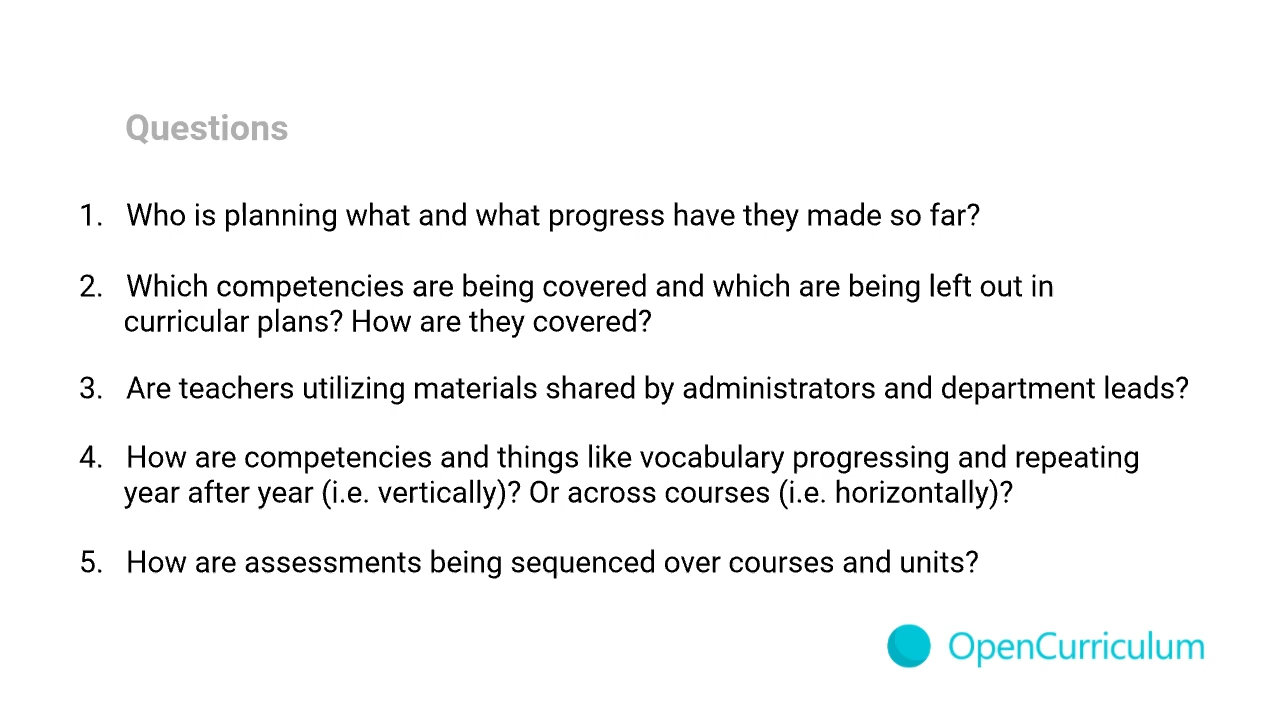 Questions
1. Who is planning what and what progress have they made so far?
2. Which competencies are being covered and which are being left out in
curricular plans? How are they covered?
3. Are teachers utilizing materials shared by administrators and department leads?
4. How are competencies and things like vocabulary progressing and repeating
year after year (i.e. vertically)? Or across courses (i.e. horizontally)?
5. How are assessments being sequenced over courses and units?
OpenCurriculum